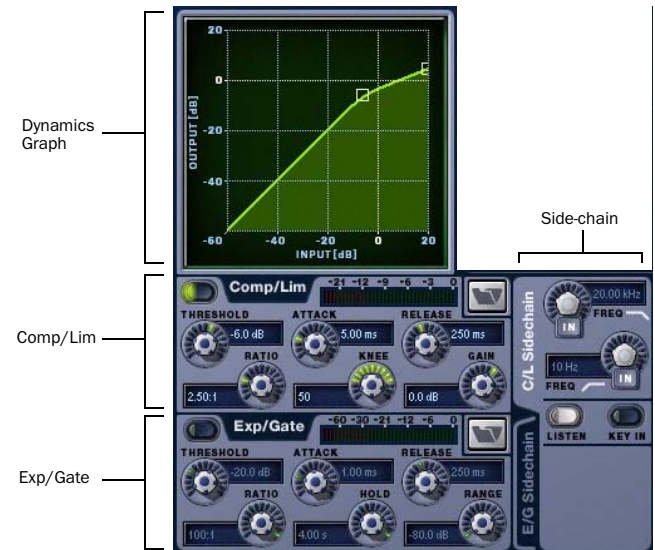 20
0
-20
-40
OUTPUT [dB]
-60 -40 -20 0 20
INPUT[dB]
Dynamics
Graph
Side-chain
Comp/Lim
Comp/Lim
-21 -12 -9 -6 -3 0
THRESHOLD ATTACK RELEASE
-6.0 dB 5.00 ms 250 ms
RATIO KNEE GAIN
2.50:1 50 0.0 dB
C/L Sidechain
20.00 kHz
FREQ
IN
10 Hz
FREQ
IN
LISTEN KEY IN
Exp/Gate
Exp/Gate
-60 -30 -21 -12 -6 0
THRESHOLD ATTACK RELEASE
-20.0 dB 1.00 ms 250 ms
RATIO HOLD RANGE
100:1 4.00 s -80.0 dB
E/G Sidechain